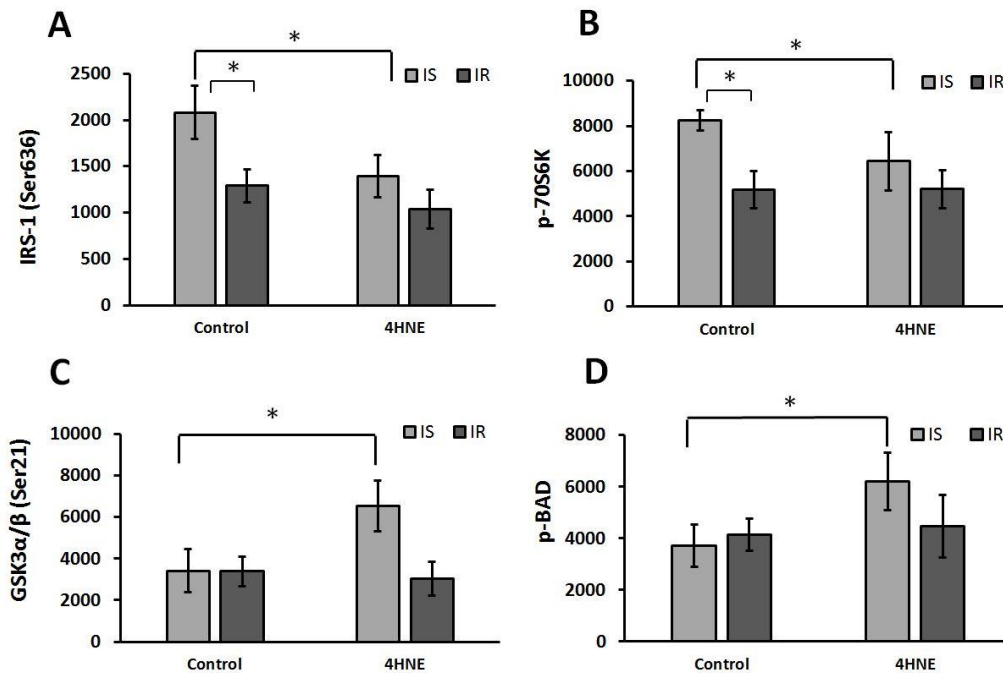 A
*
IS IR
*
2500
2000
1500
1000
500
0
IRS-1 (Ser636)
Control 4HNE
B
*
IS IR
*
10000
8000
6000
4000
2000
0
p-70S6K
Control 4HNE
C
*
IS IR
10000
8000
6000
4000
2000
0
GSK3α/β (Ser21)
Control 4HNE
D
*
IS IR
8000
6000
4000
2000
0
p-BAD
Control 4HNE